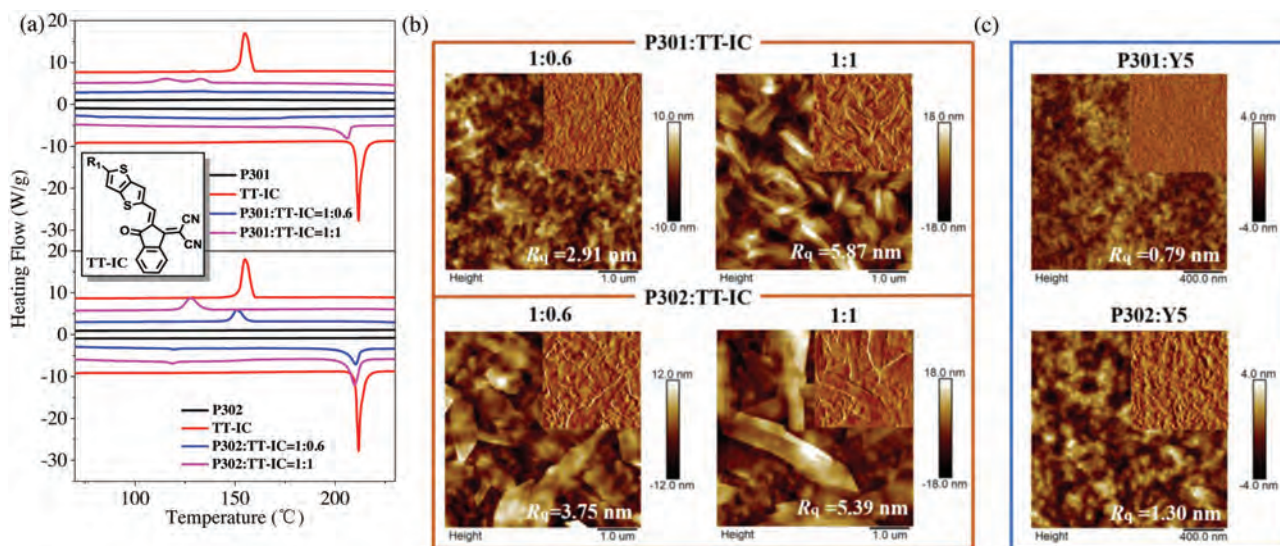 (a)
Heating Flow (W/g)
20
10
0
-10
-20
20
10
0
-10
-20
-30
100
150
200
Temperature (℃)
R1
S
S
O
CN
CN
TT-IC
P301
TT-IC
P301:TT-IC=1:0.6
P301:TT-IC=1:1
P302
TT-IC
P302:TT-IC=1:0.6
P302:TT-IC=1:1
(b)
P301:TT-IC
1:0.6
10.0 nm
-10.0 nm
Rq=2.91 nm
Height
1.0 um
1:1
18.0 nm
-18.0 nm
Rq=5.87 nm
Height
1.0 um
P302:TT-IC
1:0.6
12.0 nm
-12.0 nm
Rq=3.75 nm
Height
1.0 um
1:1
18.0 nm
-18.0 nm
Rq=5.39 nm
Height
1.0 um
(c)
P301:Y5
4.0 nm
-4.0 nm
Rq=0.79 nm
Height
400.0 nm
P302:Y5
4.0 nm
-4.0 nm
Rq=1.30 nm
Height
400.0 nm